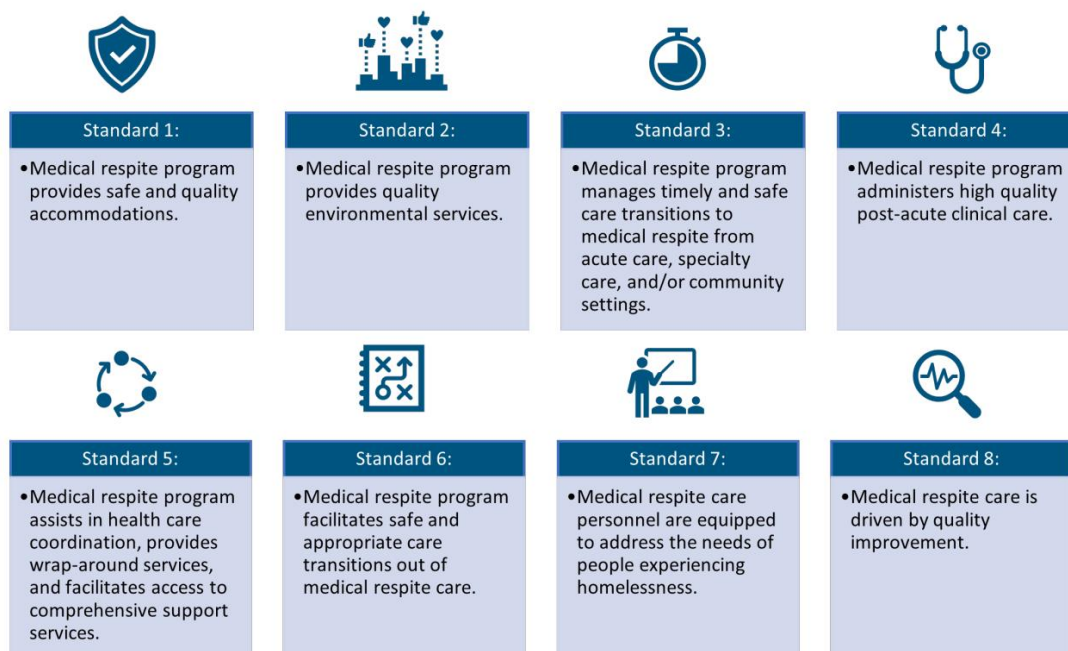 Standard 1:
•Medical respite program
provides safe and quality
accommodations.
Standard 2:
•Medical respite program
provides quality
environmental services.
Standard 3:
•Medical respite program
manages timely and safe
care transitions to
medical respite from
acute care, specialty
care, and/or community
settings.
Standard 4:
•Medical respite program
administers high quality
post-acute clinical care.
Standard 5:
•Medical respite program
assists in health care
coordination, provides
wrap-around services,
and facilitates access to
comprehensive support
services.
Standard 6:
•Medical respite program
facilitates safe and
appropriate care
transitions out of
medical respite care.
Standard 7:
•Medical respite care
personnel are equipped
to address the needs of
people experiencing
homelessness.
Standard 8:
•Medical respite care is
driven by quality
improvement.